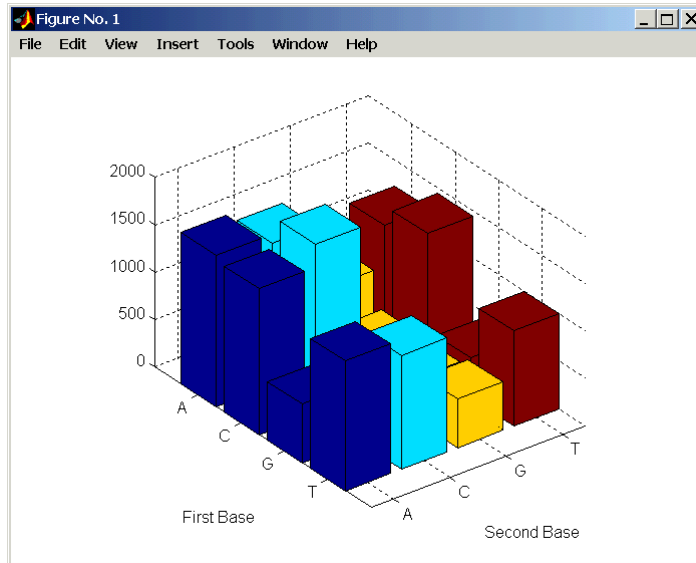 Figure No. 1
File Edit View Insert Tools Window Help
2000
1500
1000
500
0
A
C
G
T
First Base
A
C
G
T
Second Base